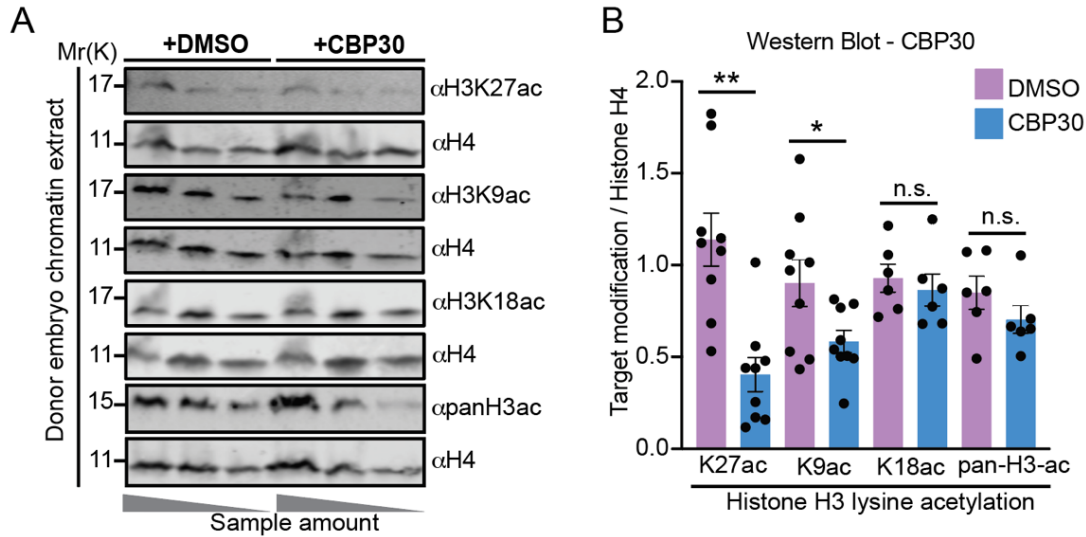 A
+DMSO +CBP30
Mr(K)
17 αH3K27ac
11 αH4
17 αH3K9ac
11 αH4
17 αH3K18ac
11 αH4
15 αpanH3ac
11 αH4
Donor embryo chromatin extract
Sample amount
B
Western Blot - CBP30
DMSO
CBP30
** * n.s. n.s.
2.0
1.5
1.0
0.5
0.0
Target modification / Histone H4
K27ac K9ac K18ac pan-H3-ac
Histone H3 lysine acetylation